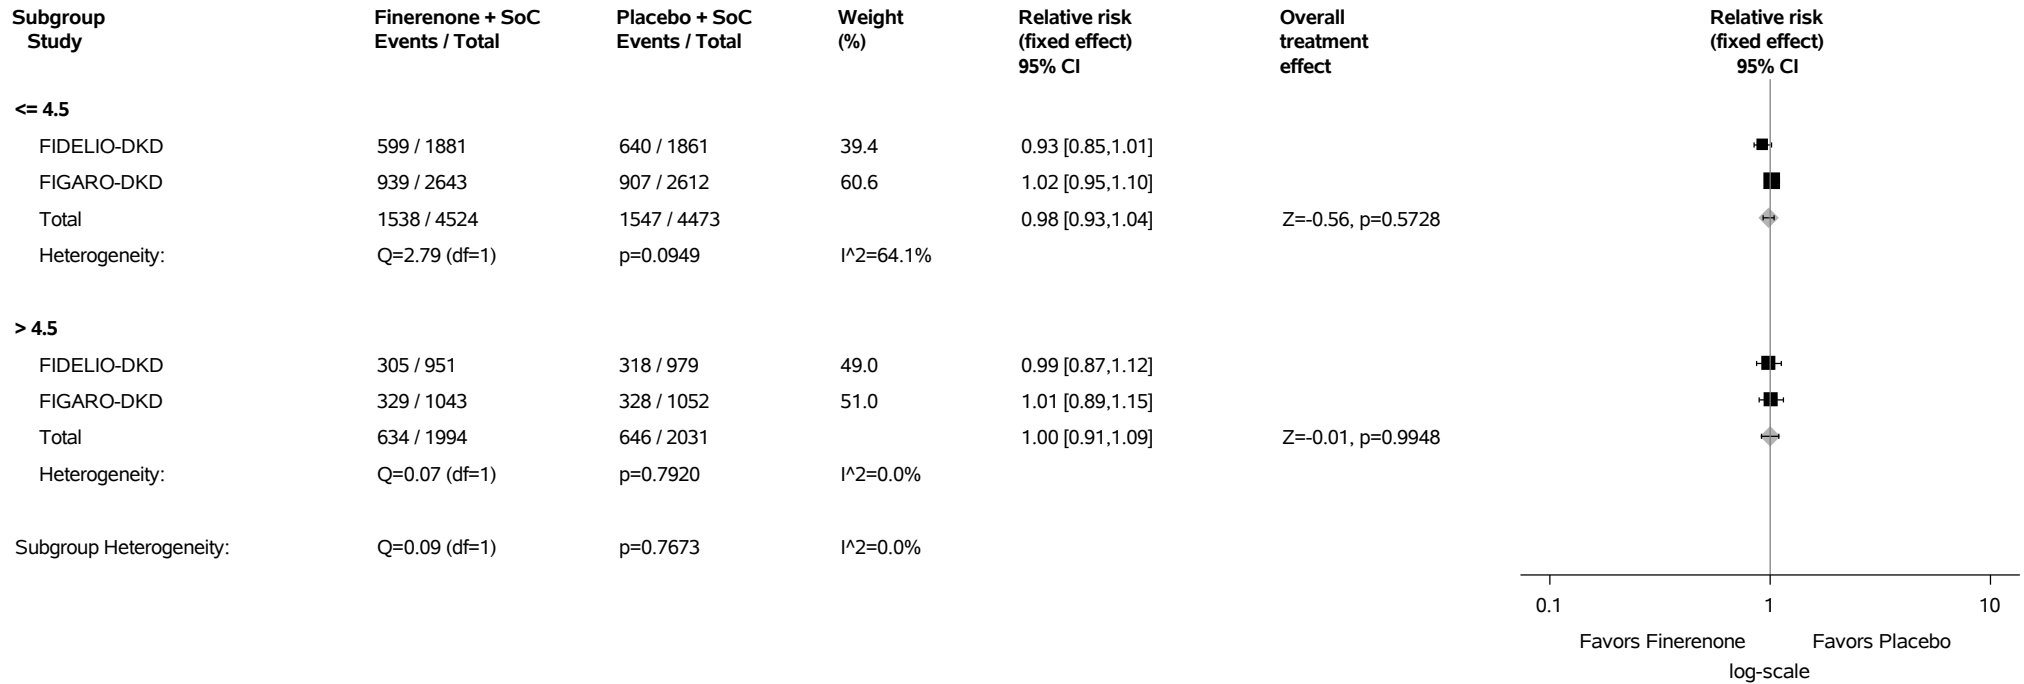 Subgroup Finerenone + SoC Placebo + SoC Weight Relative risk Overall Relative risk
Study Events / Total Events / Total (%) (fixed effect) treatment (fixed effect)
95% CI effect 95% CI
<= 4.5
FIDELIO-DKD 599 / 1881 640 / 1861 39.4 0.93 [0.85,1.01]
FIGARO-DKD 939 / 2643 907 / 2612 60.6 1.02 [0.95,1.10]
Total 1538 / 4524 1547 / 4473 0.98 [0.93,1.04] Z=-0.56, p=0.5728
Heterogeneity: Q=2.79 (df=1) p=0.0949 I^2=64.1%
> 4.5
FIDELIO-DKD 305 / 951 318 / 979 49.0 0.99 [0.87,1.12]
FIGARO-DKD 329 / 1043 328 / 1052 51.0 1.01 [0.89,1.15]
Total 634 / 1994 646 / 2031 1.00 [0.91,1.09] Z=-0.01, p=0.9948
Heterogeneity: Q=0.07 (df=1) p=0.7920 I^2=0.0%
Subgroup Heterogeneity: Q=0.09 (df=1) p=0.7673 I^2=0.0%
0.1 1 10
Favors Finerenone Favors Placebo
log-scale